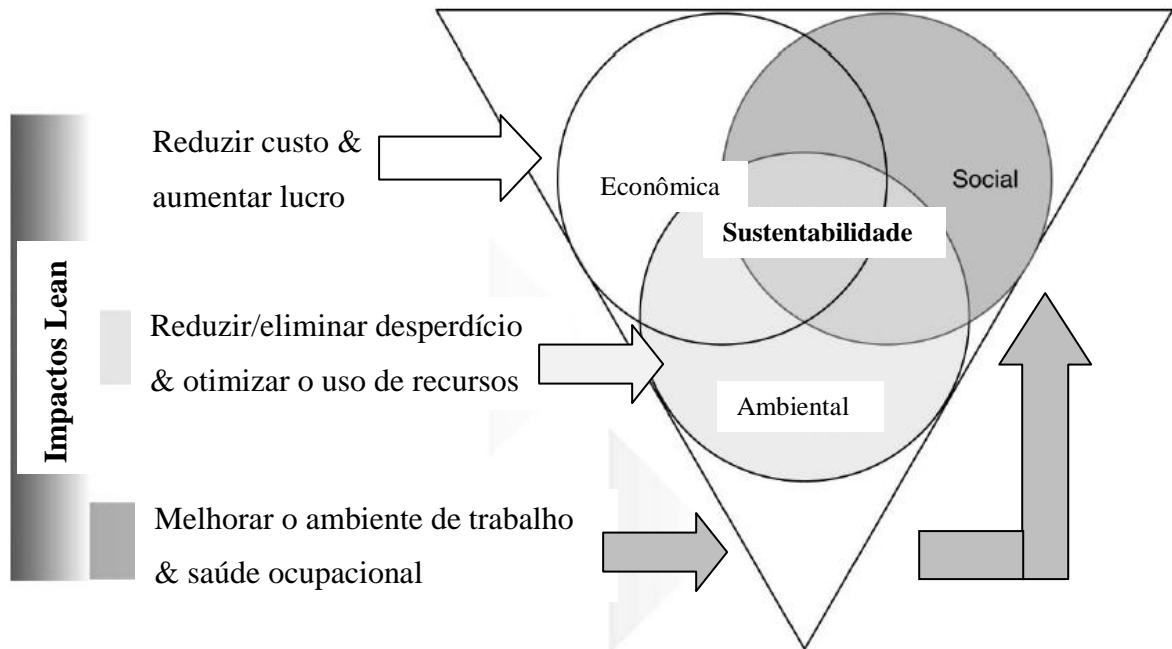 Impactos Lean
Reduzir custo &
aumentar lucro
Reduzir/eliminar desperdício
& otimizar o uso de recursos
Melhorar o ambiente de trabalho
& saúde ocupacional
Econômica
Social
Sustentabilidade
Ambiental